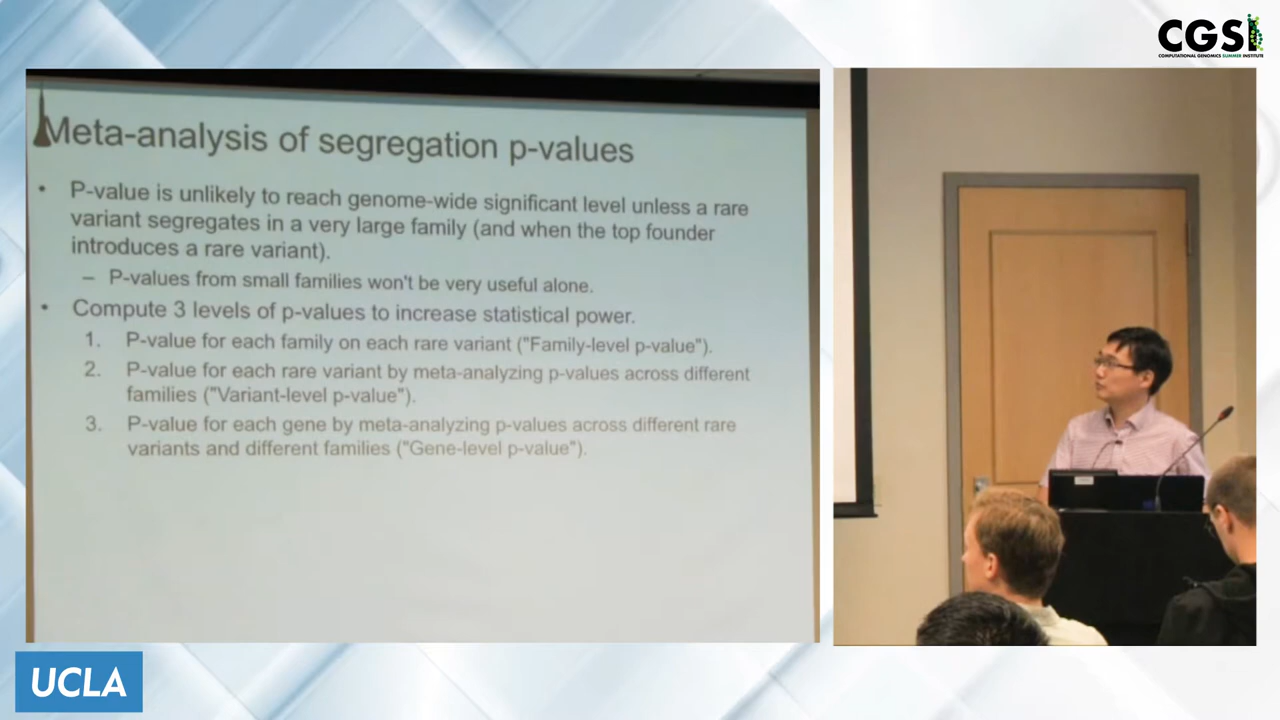 CGSI
COMPUTATIONAL GENOMICS SUMMER INSTITUTE
Meta-analysis of segregation p-values
• P-value is unlikely to reach genome-wide significant level unless a rare
variant segregates in a very large family (and when the top founder
introduces a rare variant).
– P-values from small families won't be very useful alone.
• Compute 3 levels of p-values to increase statistical power.
1. P-value for each family on each rare variant ("Family-level p-value").
2. P-value for each rare variant by meta-analyzing p-values across different
families ("Variant-level p-value").
3. P-value for each gene by meta-analyzing p-values across different rare
variants and different families ("Gene-level p-value").
UCLA